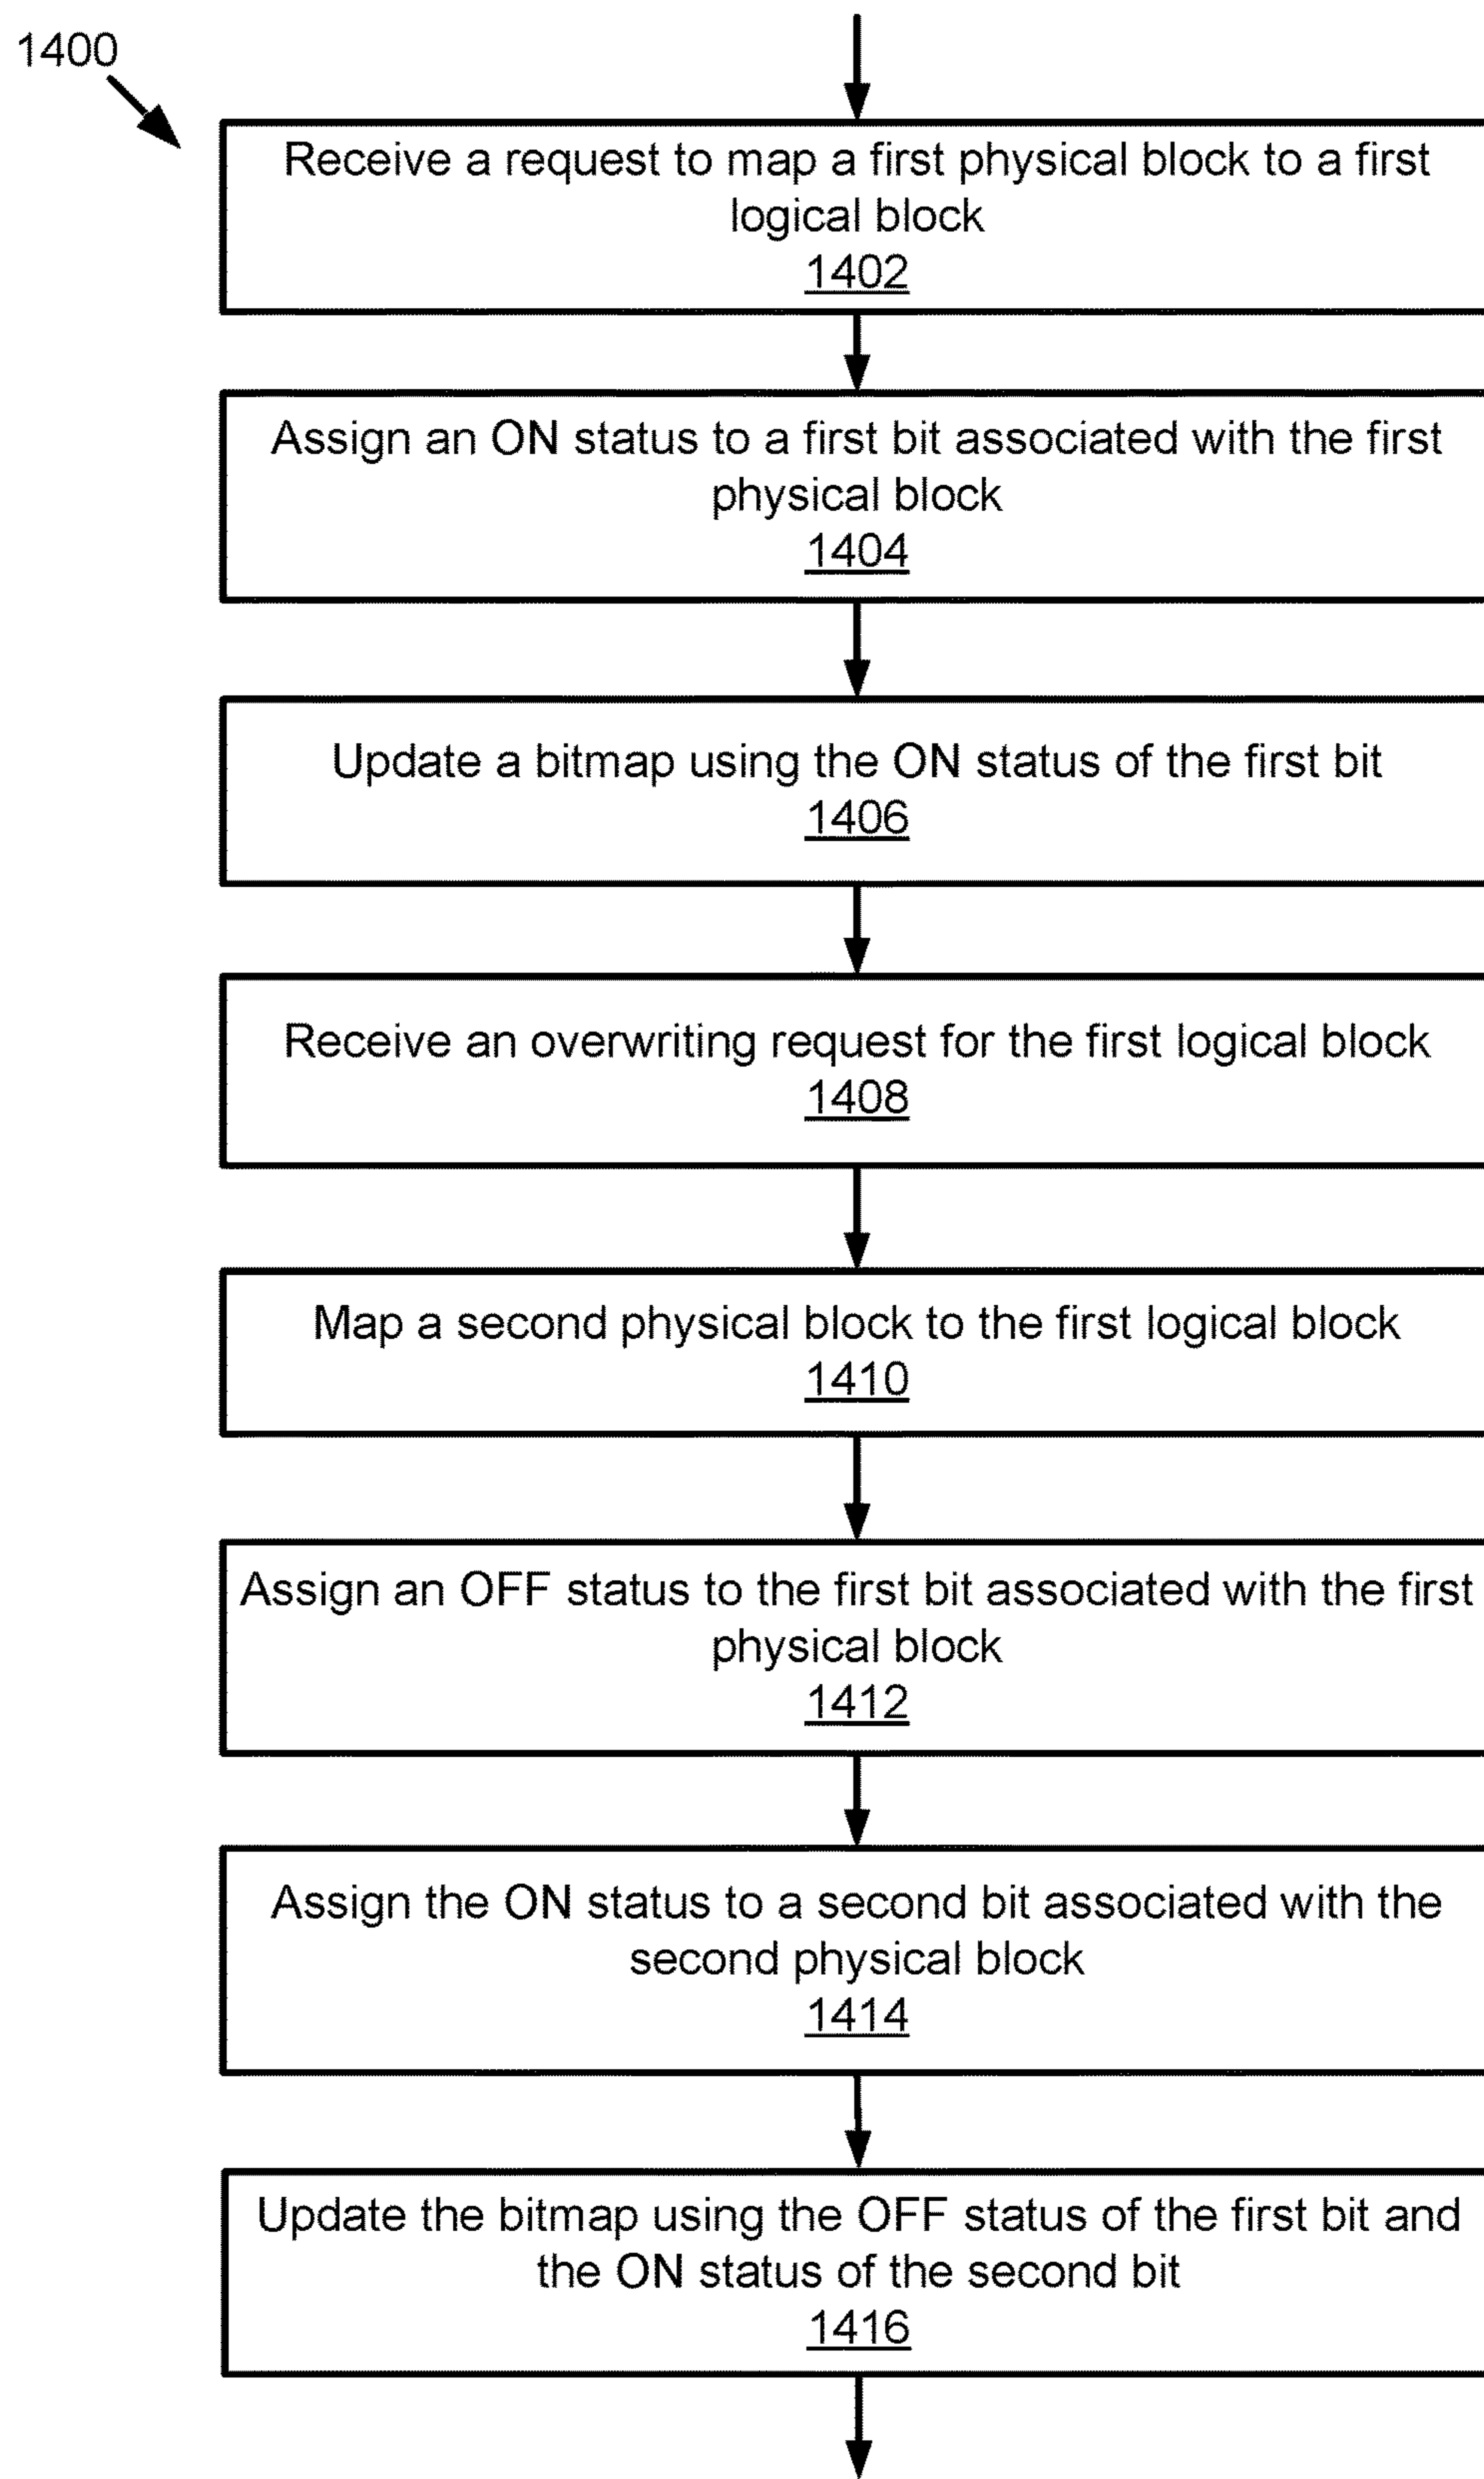 1400
Receive a request to map a first physical block to a first
logical block
1402
Assign an ON status to a first bit associated with the first
physical block
1404
Update a bitmap using the ON status of the first bit
1406
Receive an overwriting request for the first logical block
1408
Map a second physical block to the first logical block
1410
Assign an OFF status to the first bit associated with the first
physical block
1412
Assign the ON status to a second bit associated with the
second physical block
1414
Update the bitmap using the OFF status of the first bit and
the ON status of the second bit
1416